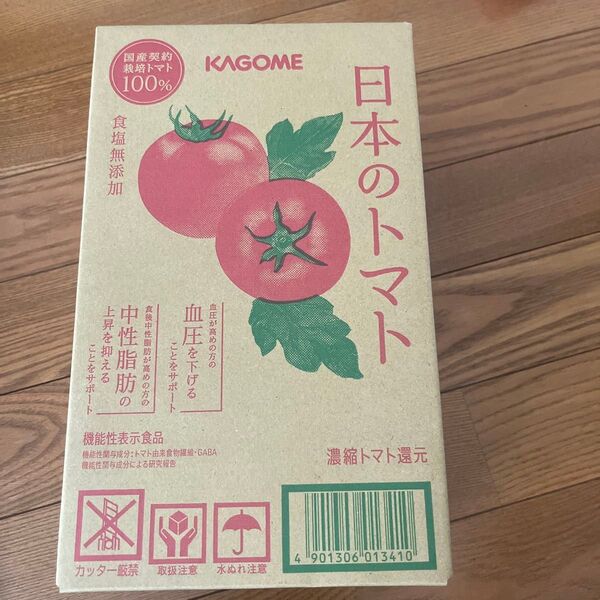 国産契約
栽培トマト
100%
KAGOME
日本のトマト
食塩無添加
血圧が高めの方の
血圧を下げる
ことをサポート
食後中性脂肪が高めの方の
中性脂肪の
上昇を抑える
ことをサポート
機能性表示食品
機能性関与成分:トマト由来食物繊維・GABA
機能性関与成分による研究報告
濃縮トマト還元
カッター厳禁
取扱注意
水ぬれ注意
4 901306 013410